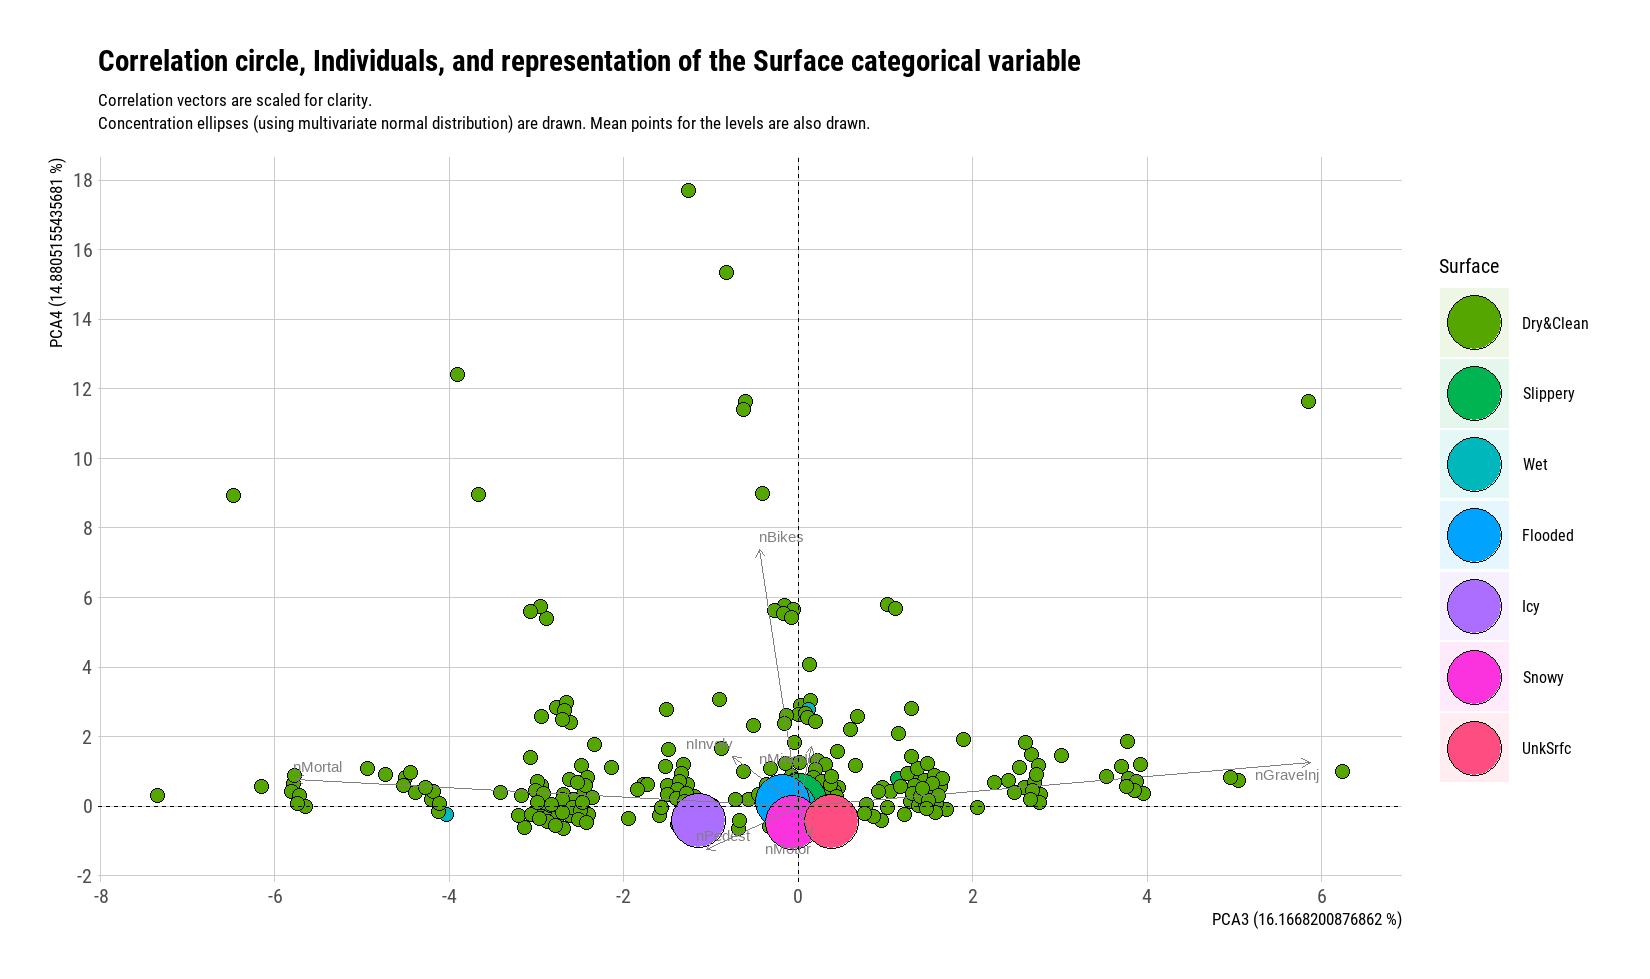 Correlation circle, Individuals, and representation of the Surface categorical variable
Correlation vectors are scaled for clarity.
Concentration ellipses (using multivariate normal distribution) are drawn. Mean points for the levels are also drawn.
PCA4 (14.8805155435681 %)
18
16
14
12
10
8
6
4
2
0
-2
nBikes
nInvolv
nMortal
nGraveInj
nPedest
nMotor
-8
-6
-4
-2
0
2
4
6
PCA3 (16.1668200876862 %)
Surface
Dry&Clean
Slippery
Wet
Flooded
Icy
Snowy
UnkSrfc